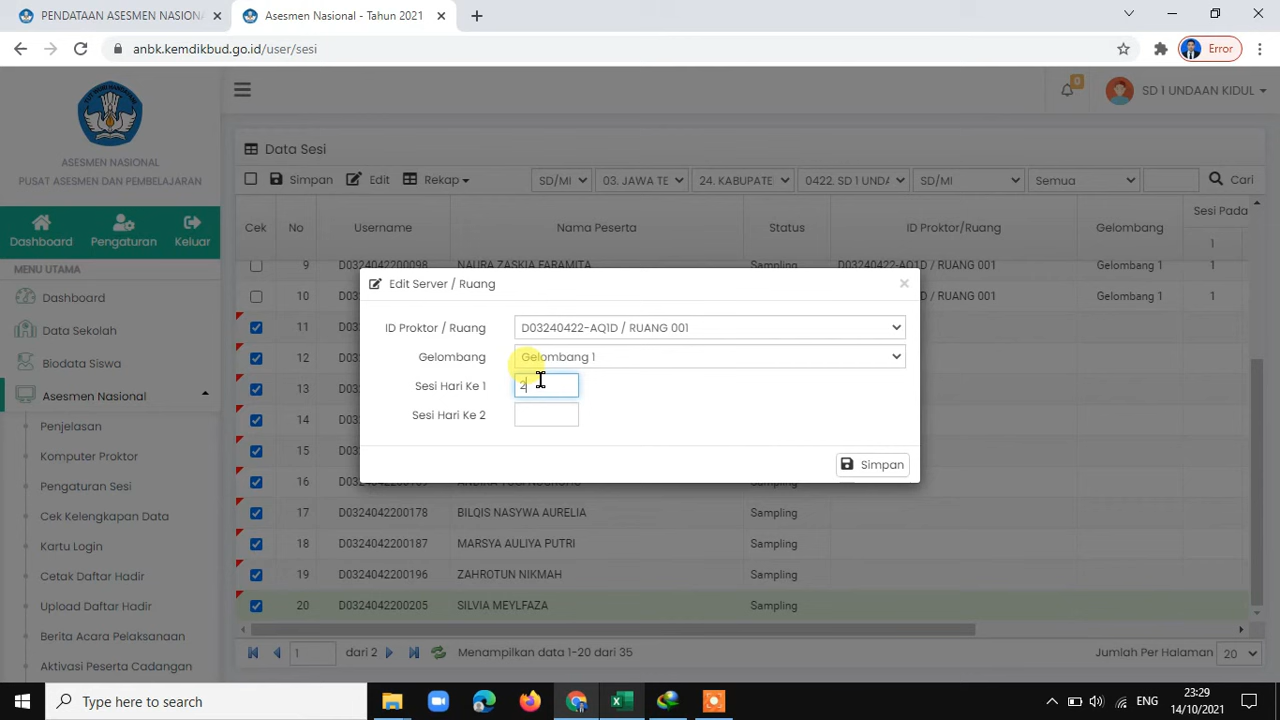 PENDATAAN ASESMEN NASIONA
Asesmen Nasional - Tahun 2021
anbk.kemdikbud.go.id/user/sesi
Error
ASESMEN NASIONAL
PUSAT ASESMEN DAN PEMBELAJARAN
Dashboard Pengaturan Keluar
MENU UTAMA
Dashboard
Data Sekolah
Biodata Siswa
Asesmen Nasional
Penjelasan
Komputer Proktor
Pengaturan Sesi
Cek Kelengkapan Data
Kartu Login
Cetak Daftar Hadir
Upload Daftar Hadir
Berita Acara Pelaksanaan
Aktivasi Peserta Cadangan
0
SD 1 UNDAAN KIDUL
Data Sesi
Simpan Edit Rekap SD/MI 03. JAWA TE 24. KABUPATE 0422. SD 1 UNDA SD/MI Semua Cari
Cek No Username Nama Peserta Status ID Proktor/Ruang Gelombang Sesi Pada
1
9 D0324042200098 NAURA ZASKIA FARAMITA Sampling D03240422-AQ1D / RUANG 001 Gelombang 1 1
10 Gelombang 1 1
11
12
13
14
15
16
17 D0324042200178 BILQIS NASYWA AURELIA Sampling
18 D0324042200187 MARSYA AULIYA PUTRI Sampling
19 D0324042200196 ZAHROTUN NIKMAH Sampling
20 D0324042200205 SILVIA MEYLFAZA Sampling
Edit Server / Ruang
×
ID Proktor / Ruang D03240422-AQ1D / RUANG 001
Gelombang Gelombang 1
Sesi Hari Ke 1 2
Sesi Hari Ke 2
Simpan
1 dari 2 Menampilkan data 1-20 dari 35 Jumlah Per Halaman 20
Type here to search
ENG
23:29
14/10/2021